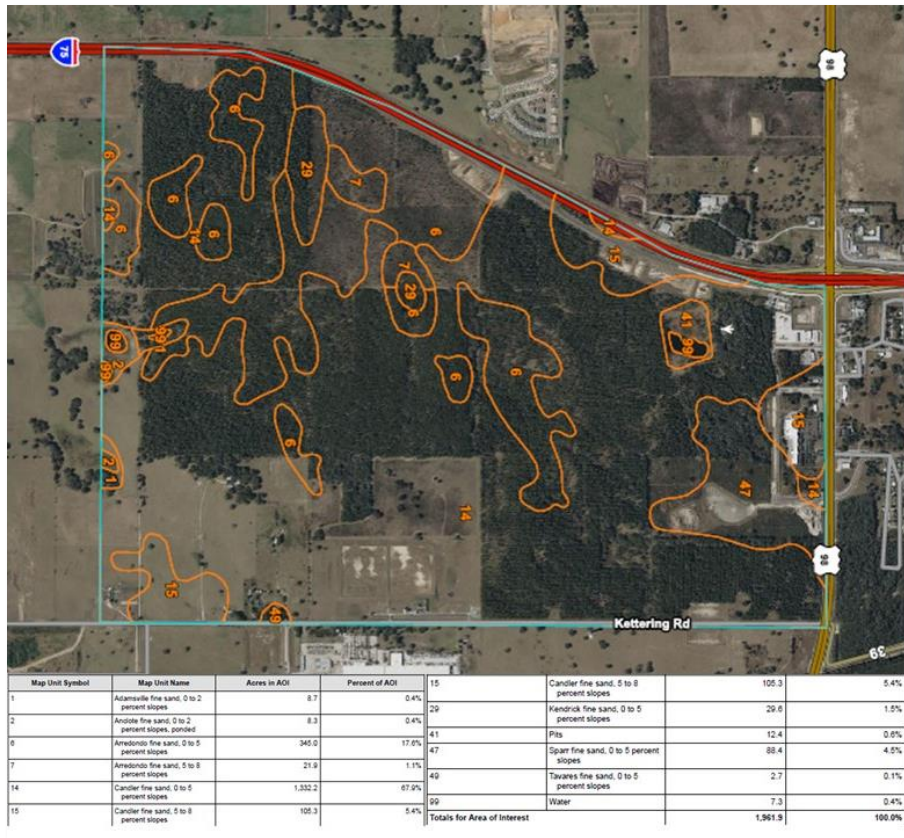 75
98
6
29
7
6
14
6
6
6
14
6
14
15
7
29
6
41
99
99
1
99
2
99
6
6
15
6
2
1
47
14
14
98
15
49
Kettering Rd
39
Map Unit Symbol Map Unit Name Acres in AOI Percent of AOI
1 Adamsville fine sand, 0 to 2 percent slopes 8.7 0.4%
2 Anclote fine sand, 0 to 2 percent slopes, ponded 8.3 0.4%
6 Arredondo fine sand, 0 to 5 percent slopes 345.0 17.6%
7 Arredondo fine sand, 5 to 8 percent slopes 21.9 1.1%
14 Candler fine sand, 0 to 5 percent slopes 1,332.2 67.9%
15 Candler fine sand, 5 to 8 percent slopes 105.3 5.4%
15 Candler fine sand, 5 to 8 percent slopes 105.3 5.4%
29 Kendrick fine sand, 0 to 5 percent slopes 29.6 1.5%
41 Pits 12.4 0.6%
47 Sparr fine sand, 0 to 5 percent slopes 88.4 4.5%
49 Tavares fine sand, 0 to 5 percent slopes 2.7 0.1%
99 Water 7.3 0.4%
Totals for Area of Interest 1,961.9 100.0%